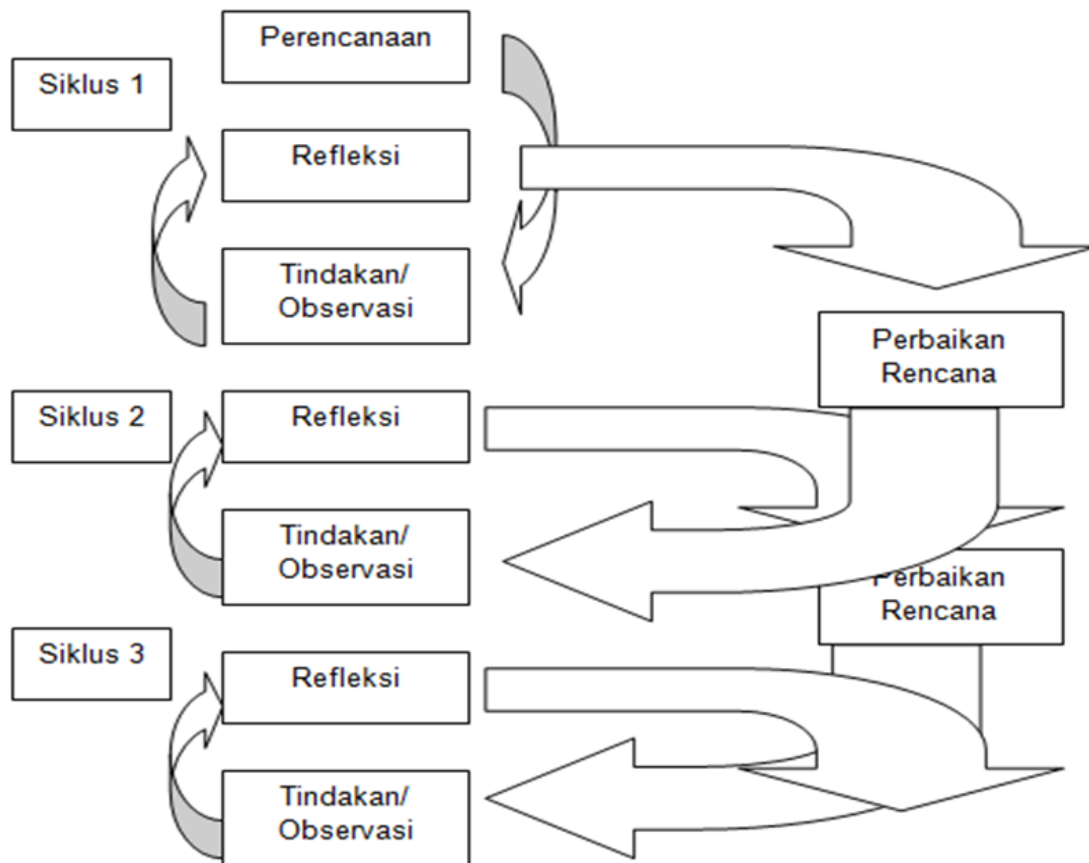 Perencanaan
Siklus 1
Refleksi
Tindakan/
Observasi
Perbaikan
Rencana
Siklus 2
Refleksi
Tindakan/
Observasi
Perbaikan
Rencana
Siklus 3
Refleksi
Tindakan/
Observasi